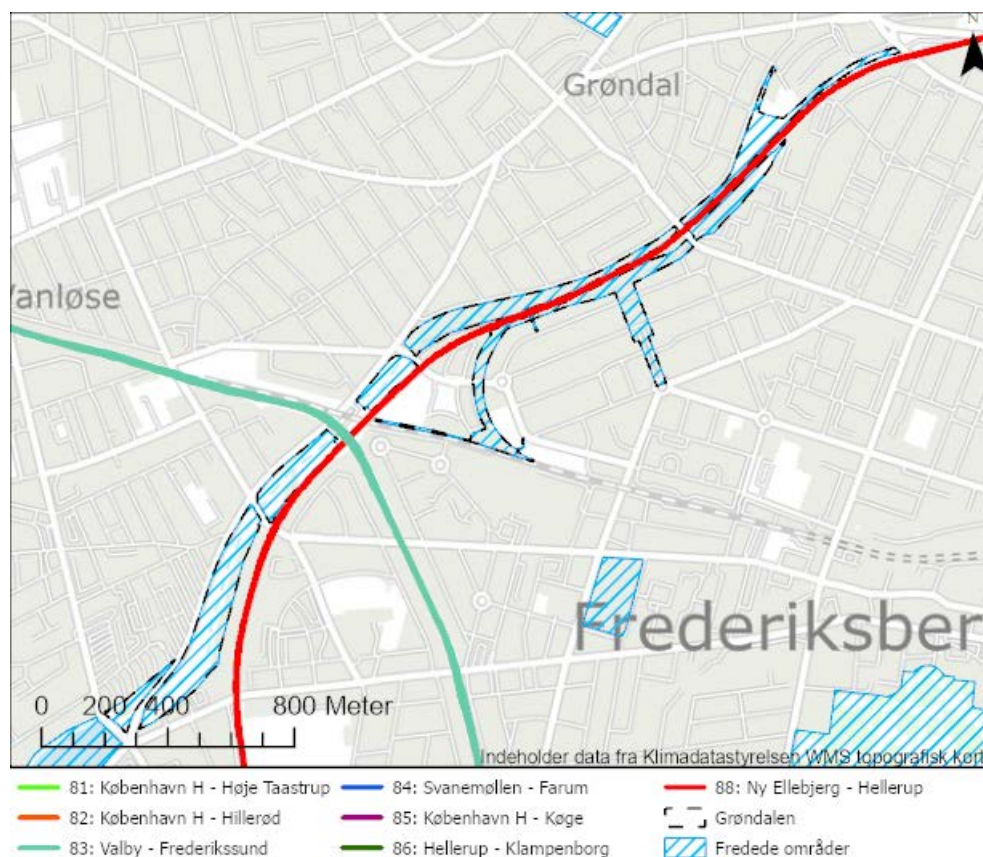 N
Grøndal
Vanløse
Frederiksber
0 200 400 800 Meter
Indeholder data fra Klimadatastyrelsen WMS topografisk kort
81: København H - Høje Taastrup
84: Svanemøllen - Farum
88: Ny Ellebjerg - Hellerup
82: København H - Hillerød
85: København H - Køge
Grøndalen
83: Valby - Frederikssund
86: Hellerup - Klampenborg
Fredede områder